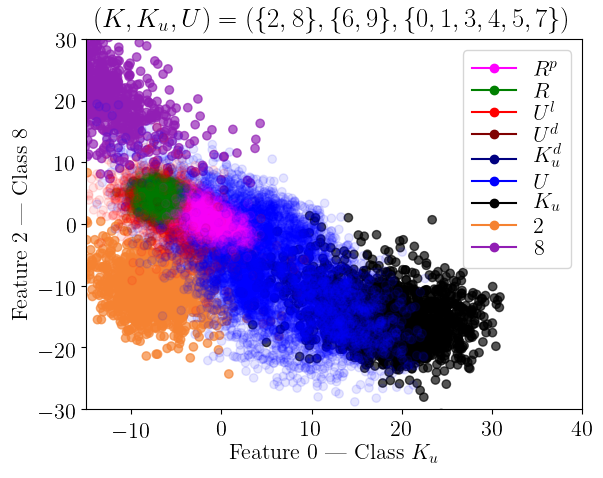 (K, K_u, U) = ({2, 8}, {6, 9}, {0, 1, 3, 4, 5, 7})
30
20
10
0
−10
−20
−30
Feature 2 — Class 8
R^p
R
U^l
U^d
K_u^d
U
K_u
2
8
−10
0
10
20
30
40
Feature 0 — Class K_u